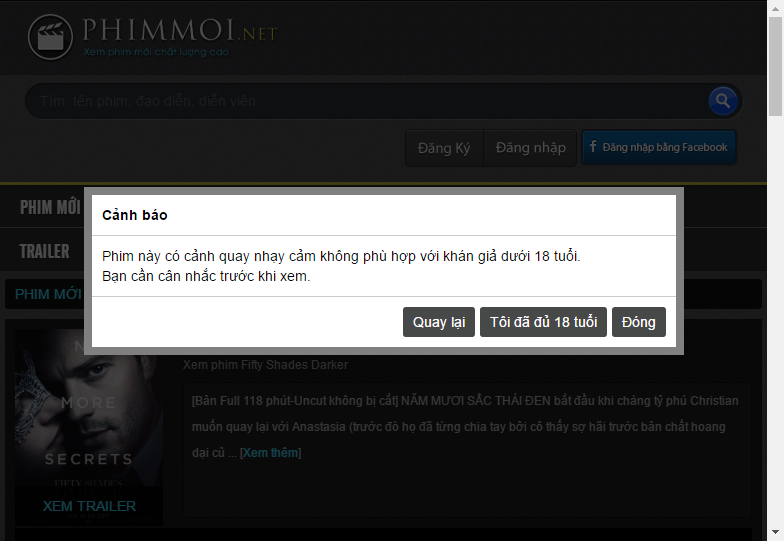 PHIMMOI.NET
Xem phim mới chất lượng cao
Tìm: tên phim, đạo diễn, diễn viên
Đăng Ký
Đăng nhập
f Đăng nhập bằng Facebook
PHIM MỚI
Cảnh báo
Phim này có cảnh quay nhạy cảm không phù hợp với khán giả dưới 18 tuổi.
Bạn cần cân nhắc trước khi xem.
Quay lại
Tôi đã đủ 18 tuổi
Đóng
TRAILER
PHIM MỚI
MORE
SECRETS
FIFTY SHADES
XEM TRAILER
Xem phim Fifty Shades Darker
[Bản Full 118 phút-Uncut không bị cắt] NĂM MƯƠI SẮC THÁI ĐEN bắt đầu khi chàng tỷ phú Christian
muốn quay lại với Anastasia (trước đó họ đã từng chia tay bởi cô thấy sợ hãi trước bản chất hoang
dại củ ... [Xem thêm]